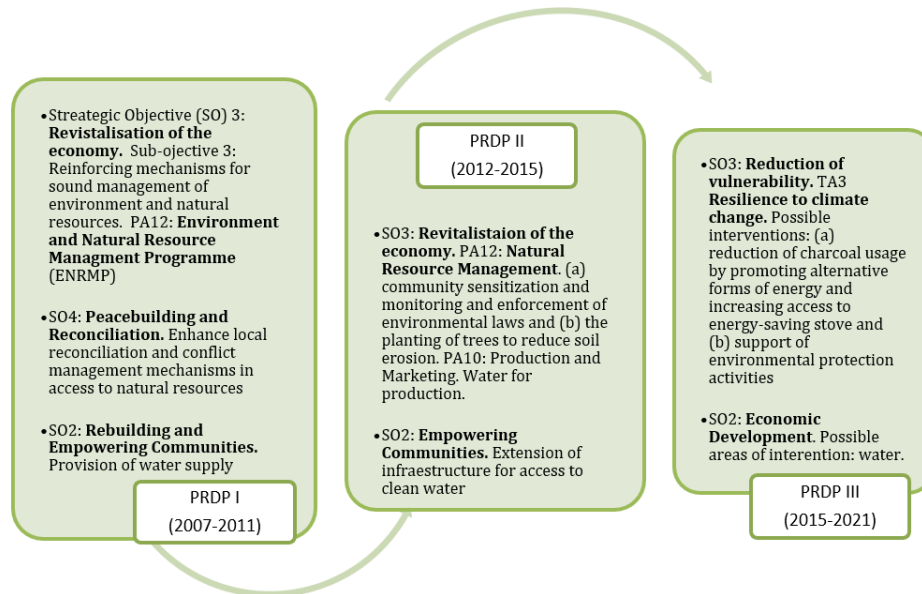 •Streategic Objective (SO) 3:
Revistalisation of the
economy. Sub-ojective 3:
Reinforcing mechanisms for
sound management of
environment and natural
resources. PA12: Environment
and Natural Resource
Managment Programme
(ENRMP)
•SO4: Peacebuilding and
Reconciliation. Enhance local
reconciliation and conflict
management mechanisms in
access to natural resources
•SO2: Rebuilding and
Empowering Communities.
Provision of water supply
PRDP I
(2007-2011)
PRDP II
(2012-2015)
•SO3: Revitalistaion of the
economy. PA12: Natural
Resource Management. (a)
community sensitization and
monitoring and enforcement of
environmental laws and (b) the
planting of trees to reduce soil
erosion. PA10: Production and
Marketing. Water for
production.
•SO2: Empowering
Communities. Extension of
infraestructure for access to
clean water
•SO3: Reduction of
vulnerability. TA3
Resilience to climate
change. Possible
interventions: (a)
reduction of charcoal usage
by promoting alternative
forms of energy and
increasing access to
energy-saving stove and
(b) support of
environmental protection
activities
•SO2: Economic
Development. Possible
areas of interention: water.
PRDP III
(2015-2021)